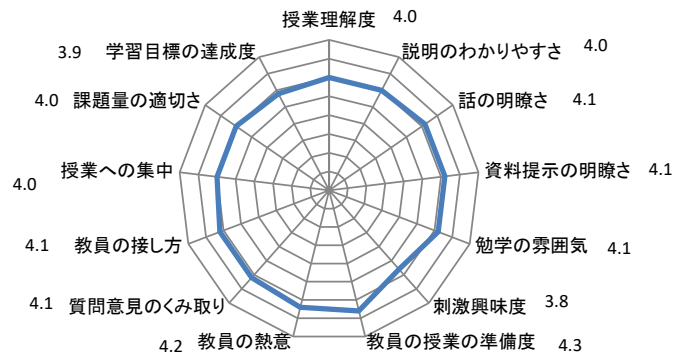 授業理解度 4.0
説明のわかりやすさ 4.0
話の明瞭さ 4.1
資料提示の明瞭さ 4.1
勉学の雰囲気 4.1
刺激興味度 3.8
教員の授業の準備度 4.3
教員の熱意 4.2
質問意見のくみ取り 4.1
教員の接し方 4.1
授業への集中 4.0
課題量の適切さ 4.0
学習目標の達成度 3.9